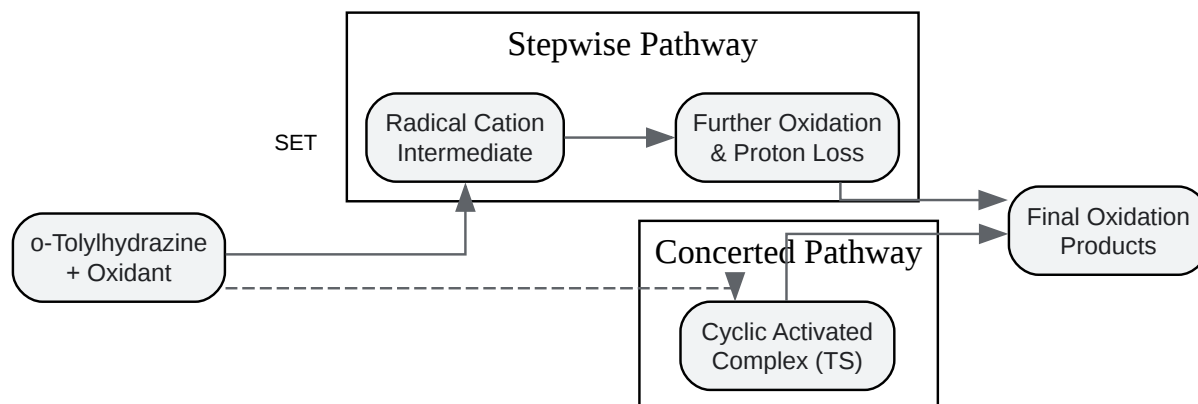 Stepwise Pathway
Radical Cation
Intermediate
Further Oxidation
& Proton Loss
SET
o-Tolylhydrazine
+ Oxidant
Final Oxidation
Products
Concerted Pathway
Cyclic Activated
Complex (TS)